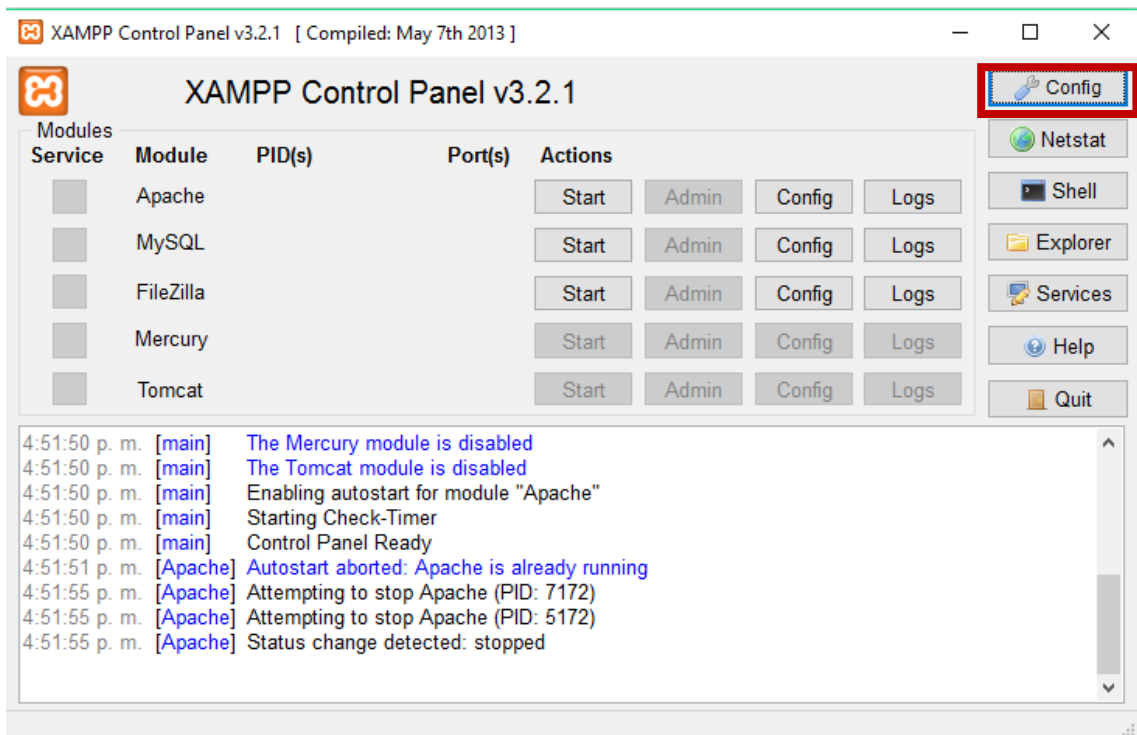 XAMPP Control Panel v3.2.1 [ Compiled: May 7th 2013 ]
XAMPP Control Panel v3.2.1
Config
Modules
Netstat
Service Module PID(s) Port(s) Actions
Apache Start Admin Config Logs
Shell
MySQL Start Admin Config Logs
Explorer
FileZilla Start Admin Config Logs
Services
Mercury Start Admin Config Logs
Help
Tomcat Start Admin Config Logs
Quit
4:51:50 p. m. [main] The Mercury module is disabled
4:51:50 p. m. [main] The Tomcat module is disabled
4:51:50 p. m. [main] Enabling autostart for module "Apache"
4:51:50 p. m. [main] Starting Check-Timer
4:51:50 p. m. [main] Control Panel Ready
4:51:51 p. m. [Apache] Autostart aborted: Apache is already running
4:51:55 p. m. [Apache] Attempting to stop Apache (PID: 7172)
4:51:55 p. m. [Apache] Attempting to stop Apache (PID: 5172)
4:51:55 p. m. [Apache] Status change detected: stopped